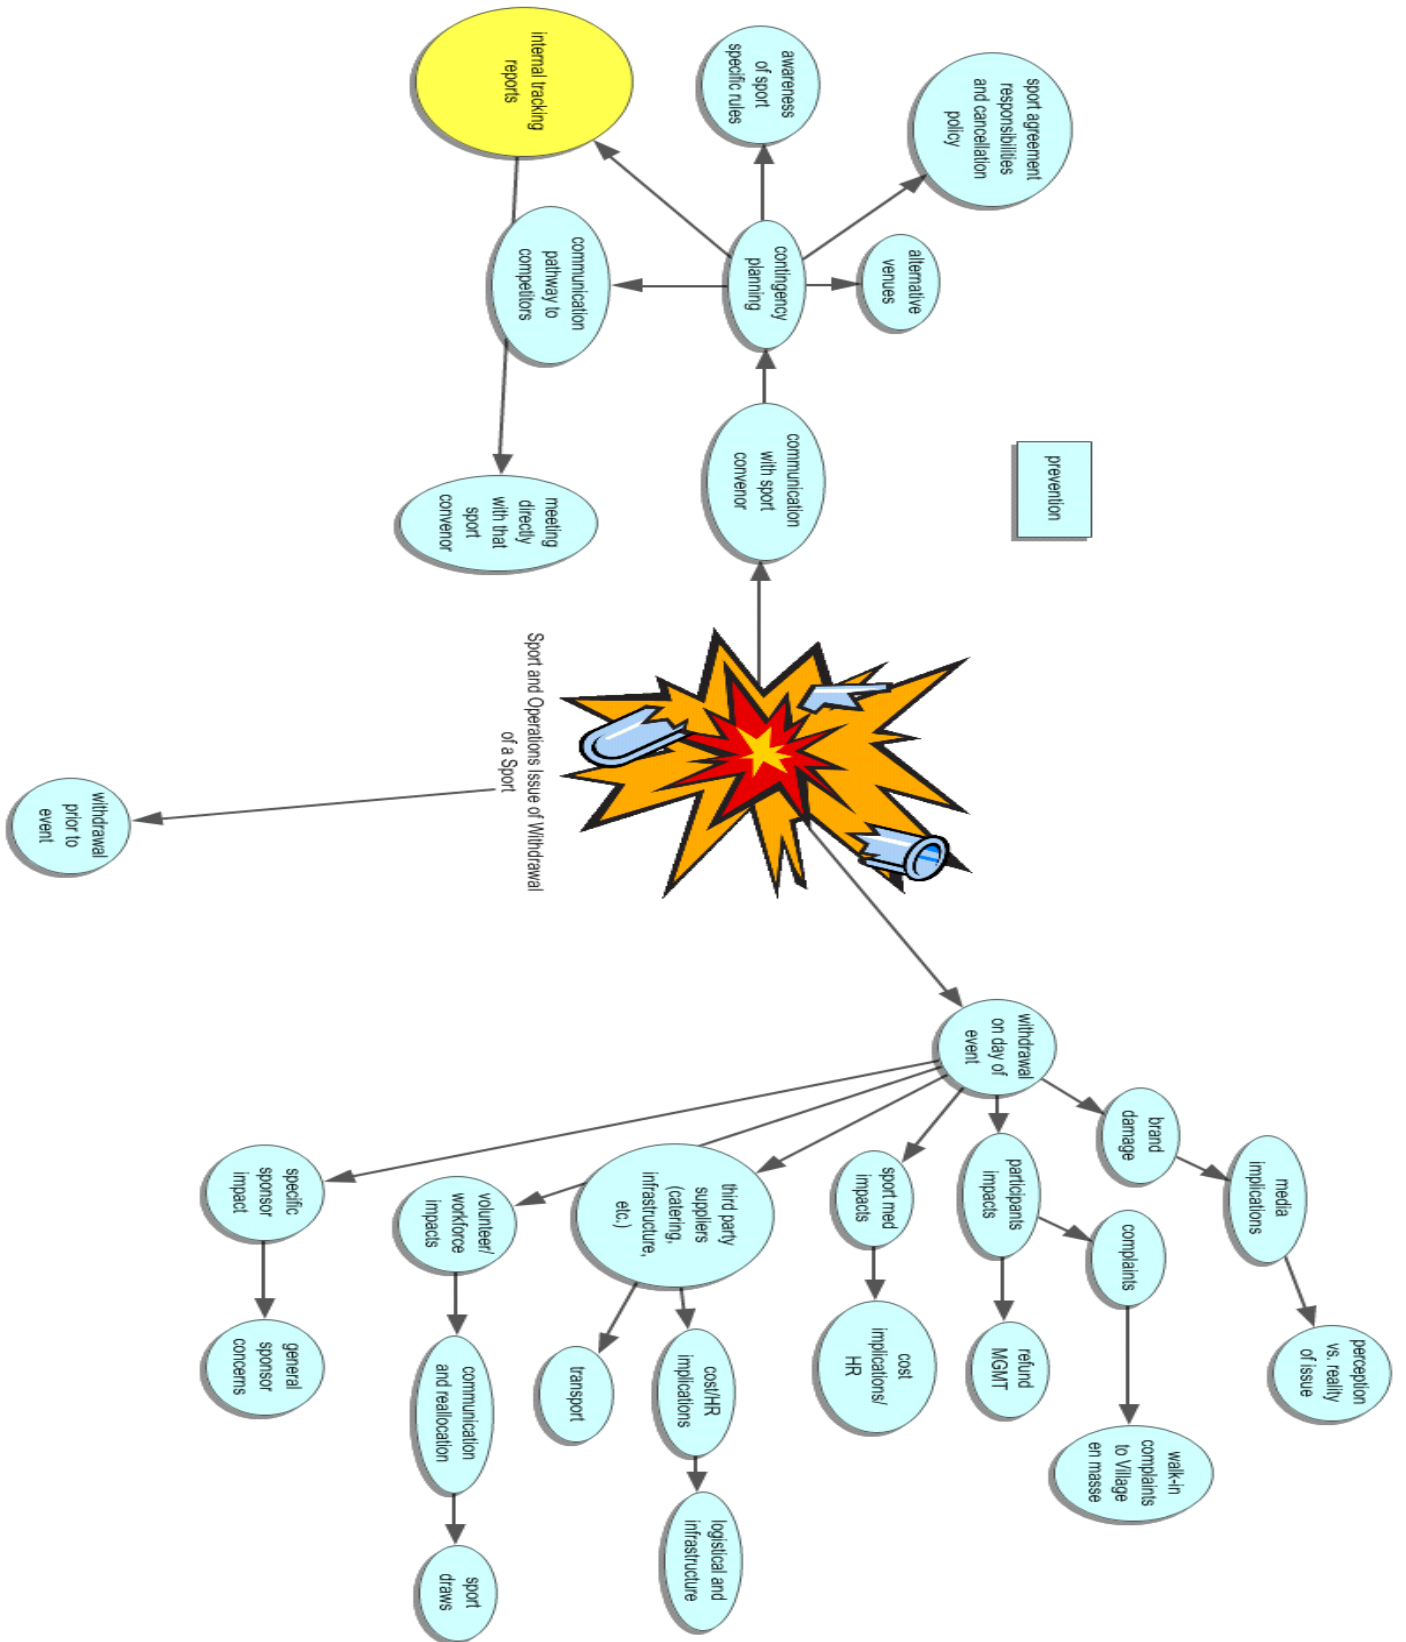 internal tracking
reports
awareness
of sport
specific rules
sport agreement
responsibilities
and cancellation
policy
alternative
venues
contingency
planning
communication
pathway to
competitors
communication
with sport
convenor
meeting
directly
with that
sport
convenor
prevention
Sport and Operations Issue of Withdrawal
of a Sport
withdrawal
prior to
event
withdrawal
on day of
event
brand
damage
media
implications
perception
vs. reality
of issue
participants
impacts
complaints
walk-in
complaints
to Village
en masse
refund
MGMT
sport med
impacts
cost
implications/
HR
third party
suppliers
(catering,
infrastructure,
etc.)
cost/HR
implications
logistical and
infrastructure
transport
volunteer/
workforce
impacts
communication
and reallocation
sport
draws
specific
sponsor
impact
general
sponsor
concerns